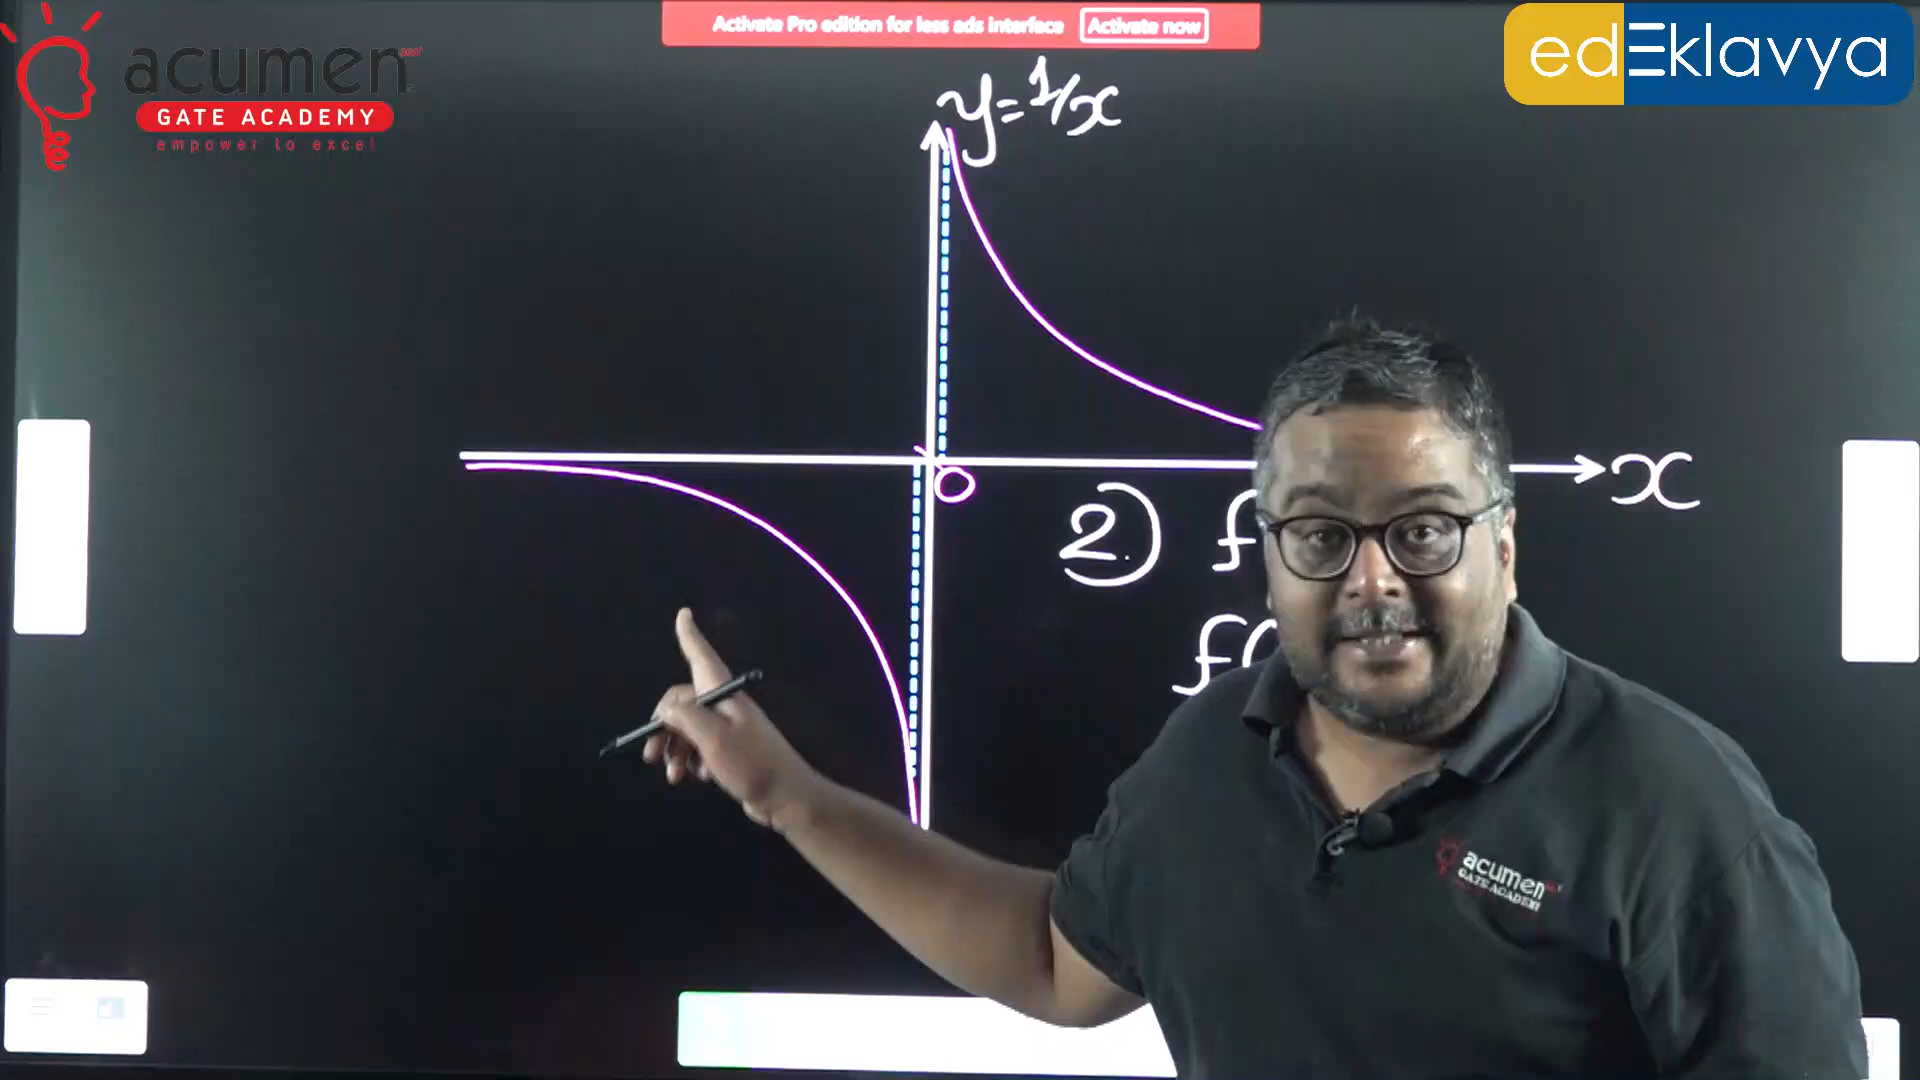 Activate Pro edition for less ads interface Activate now
acumen
GATE ACADEMY
empower to excel
edEklavya
y=1/x
x
0
2) f
f(
acumen
GATE ACADEMY